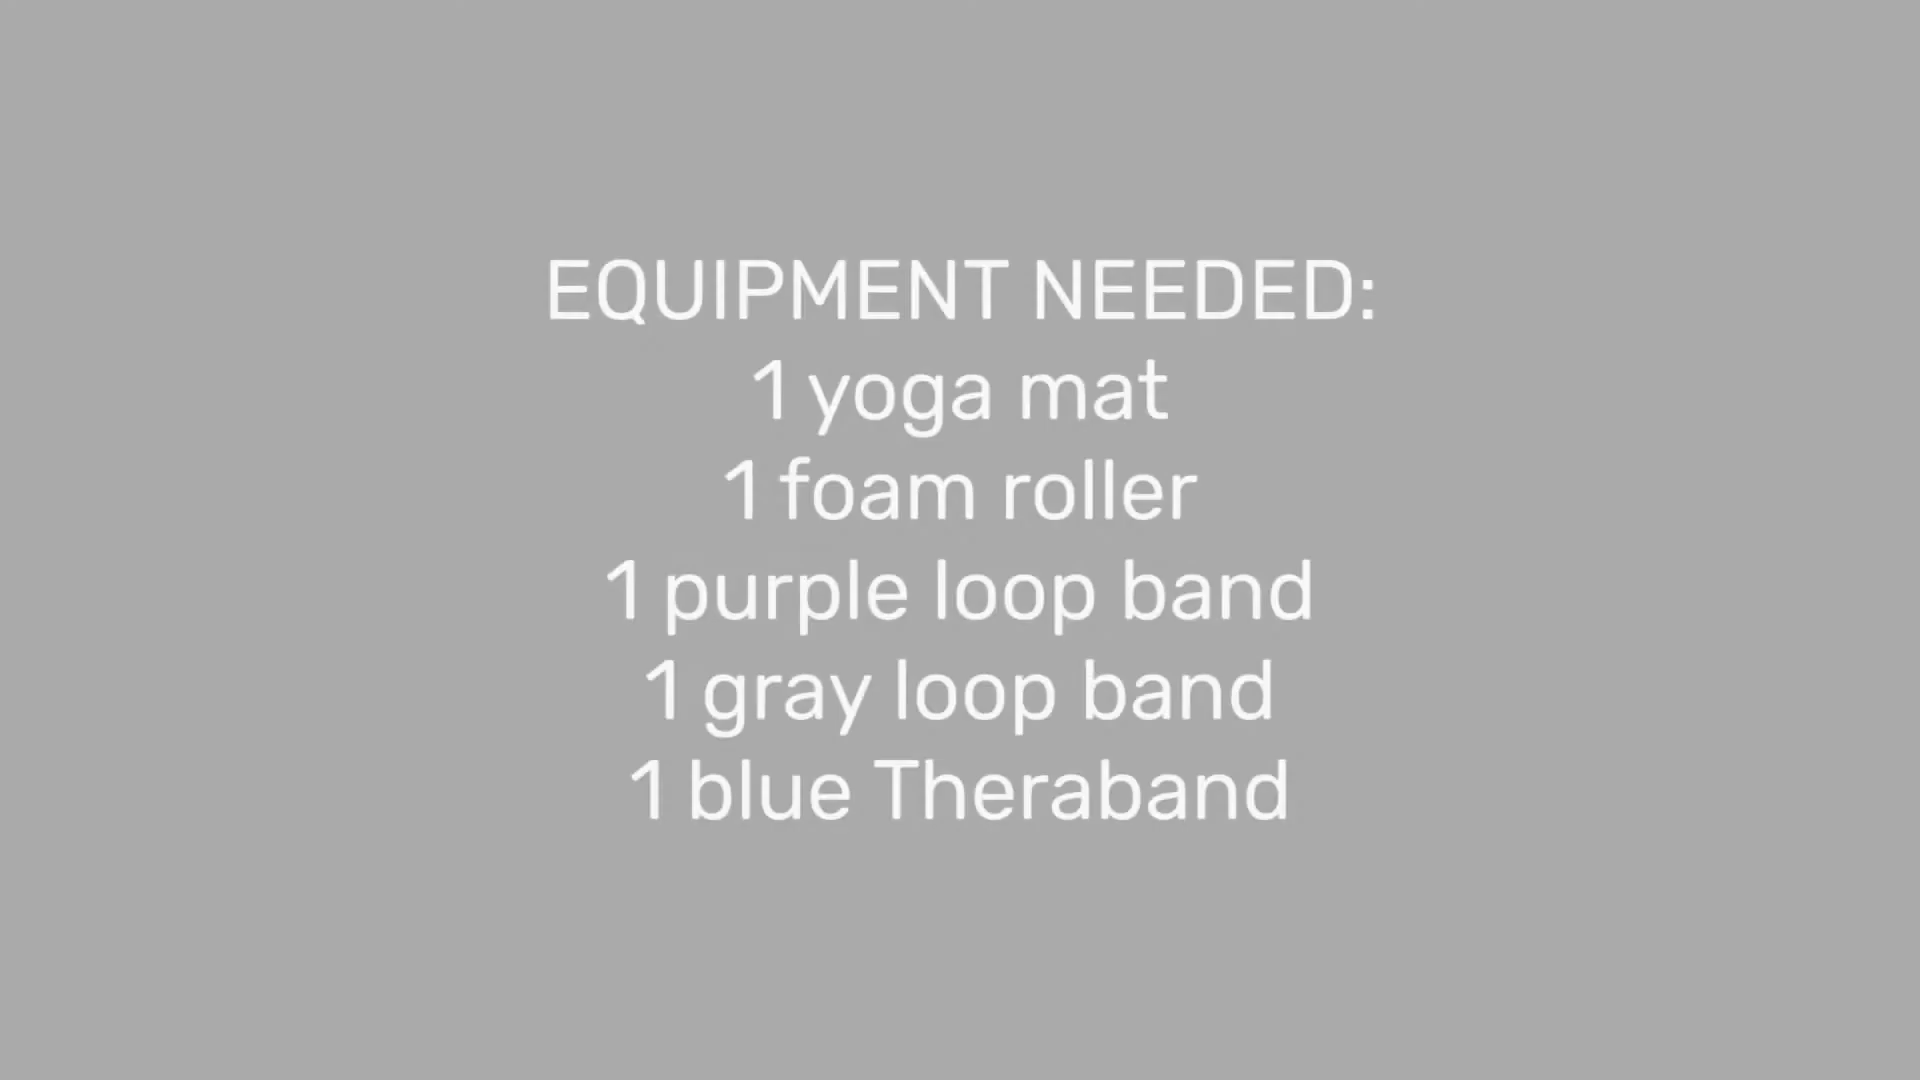 EQUIPMENT NEEDED:
1 yoga mat
1 foam roller
1 purple loop band
1 gray loop band
1 blue Theraband